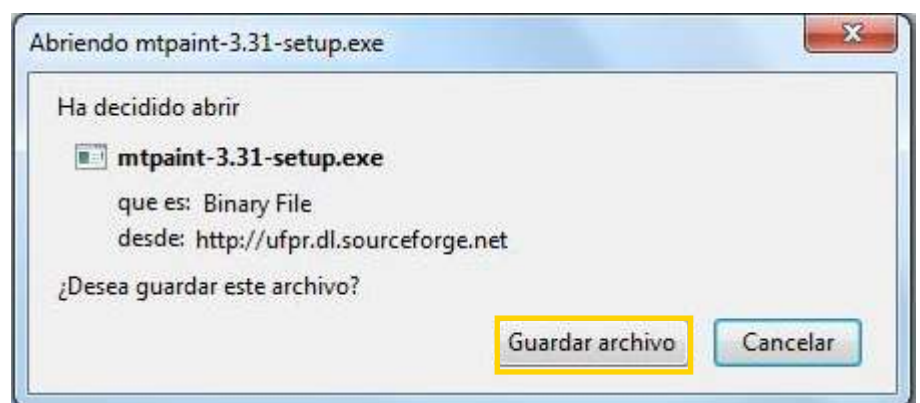 Abriendo mtpaint-3.31-setup.exe
Ha decidido abrir
mtpaint-3.31-setup.exe
que es: Binary File
desde: http://ufpr.dl.sourceforge.net
¿Desea guardar este archivo?
Guardar archivo Cancelar